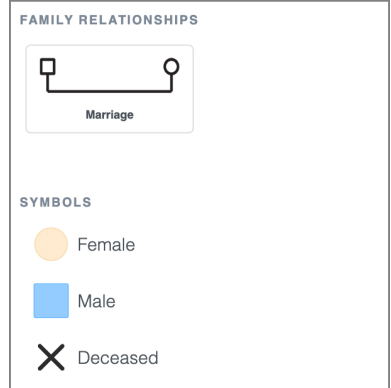 FAMILY RELATIONSHIPS
Marriage
SYMBOLS
Female
Male
Deceased